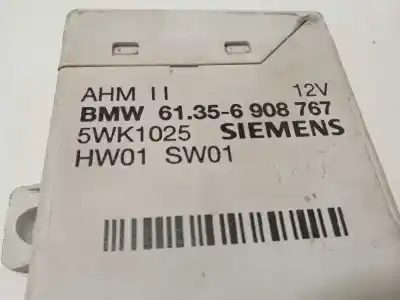 AHM II 12V
BMW 61.35-6 908 767
5WK1025 SIEMENS
HW01 SW01